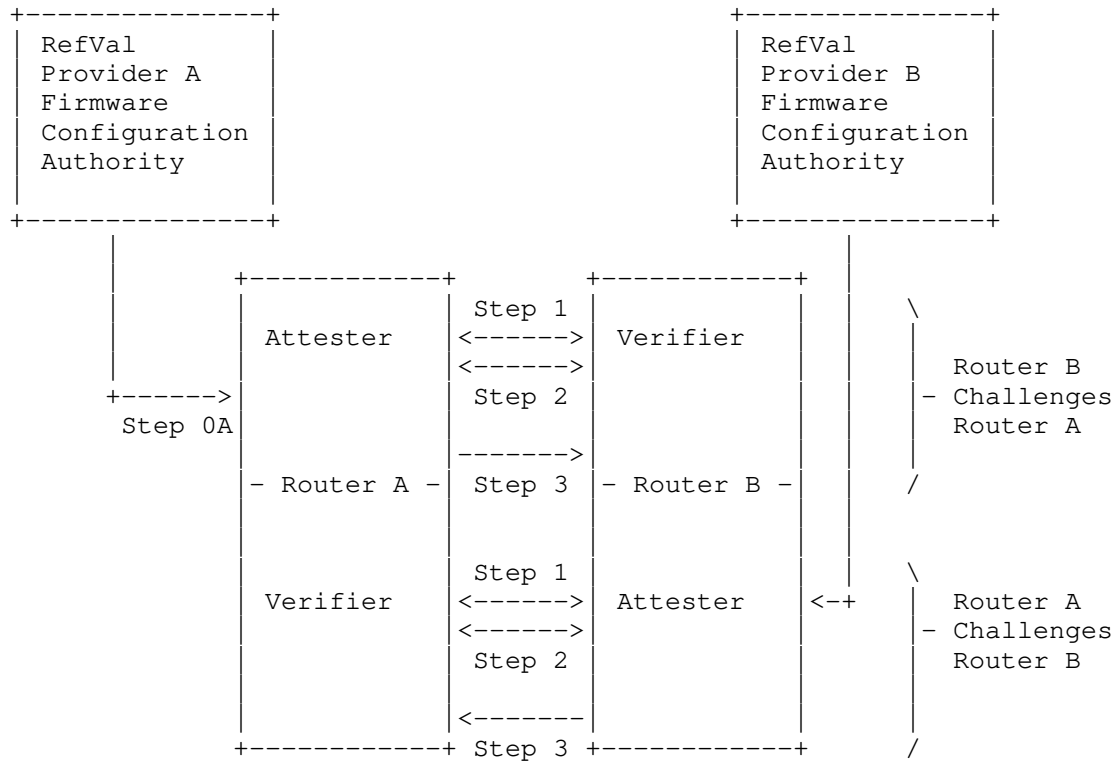 RefVal RefVal
Provider A Provider B
Firmware Firmware
Configuration Configuration
Authority Authority
Step 1
Attester Verifier
Router B
Step 2 Challenges
Step 0A Router A
- Router A - Step 3 - Router B -
Step 1
Verifier Attester Router A
Challenges
Step 2 Router B
Step 3